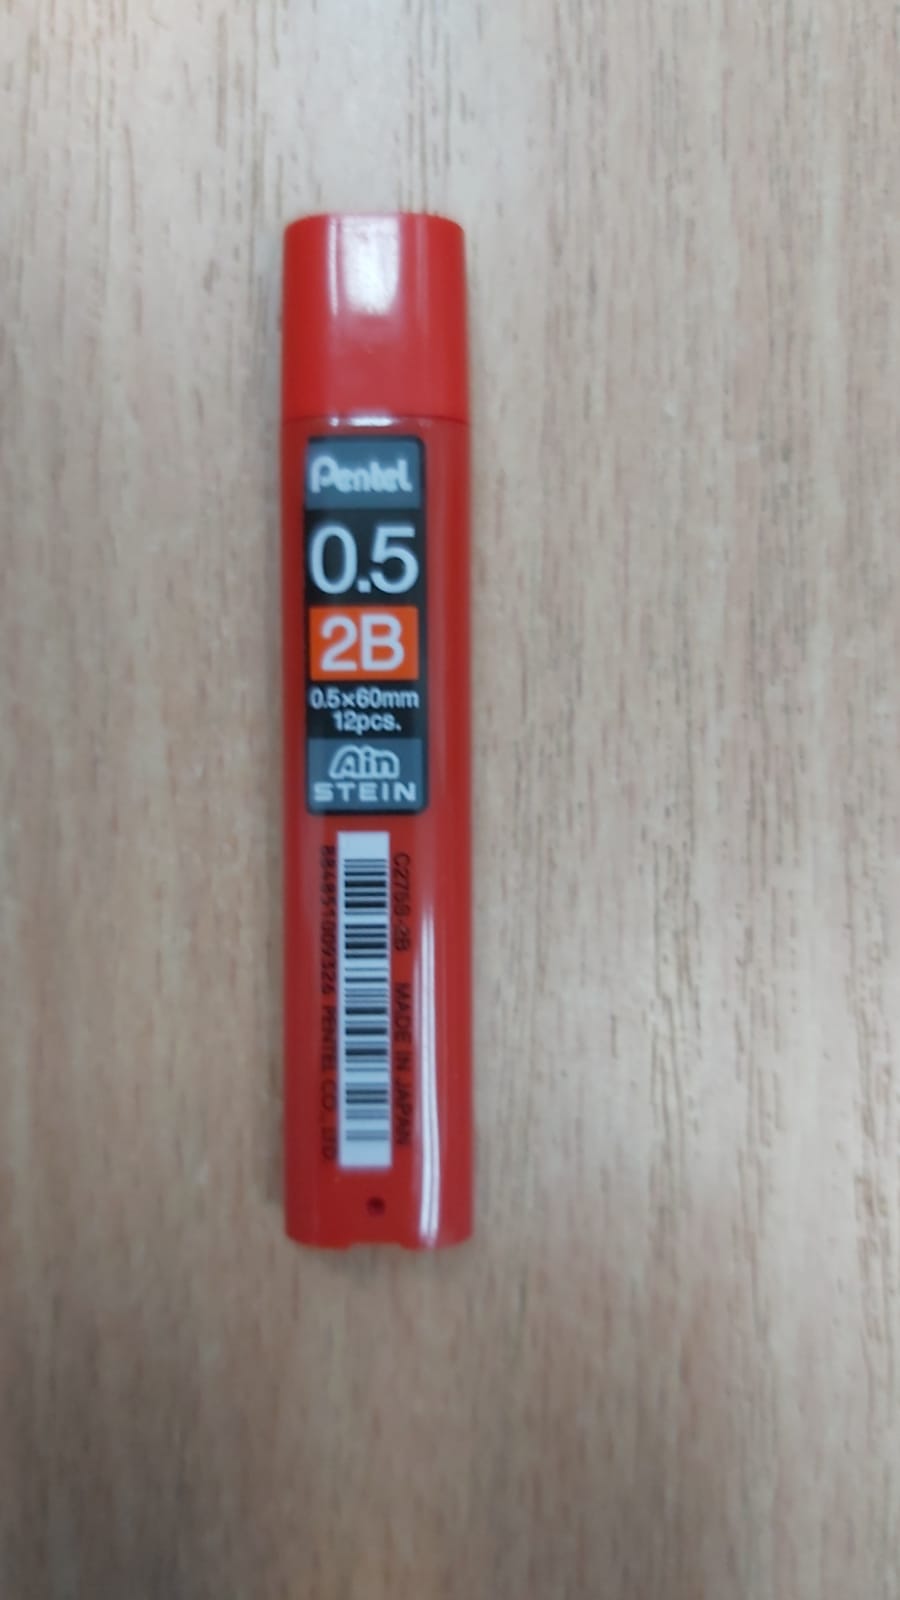 Pentel
0.5
2B
0.5×60mm
12pcs.
Ain
STEIN
MADE IN JAPAN
PENTEL CO., LTD.